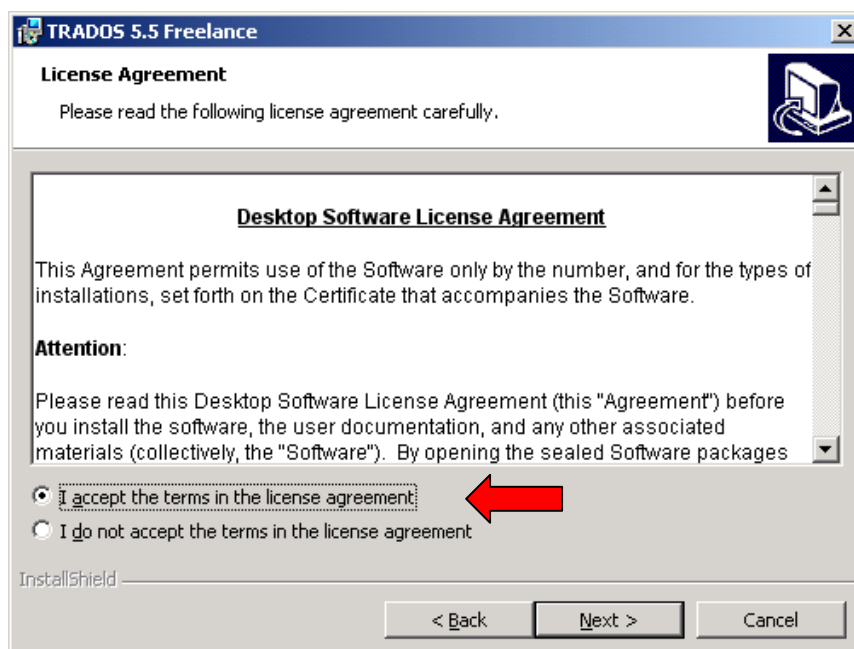 TRADOS 5.5 Freelance
License Agreement
Please read the following license agreement carefully.
Desktop Software License Agreement
This Agreement permits use of the Software only by the number, and for the types of
installations, set forth on the Certificate that accompanies the Software.
Attention:
Please read this Desktop Software License Agreement (this "Agreement") before
you install the software, the user documentation, and any other associated
materials (collectively, the "Software").  By opening the sealed Software packages
I accept the terms in the license agreement
I do not accept the terms in the license agreement
InstallShield
< Back
Next >
Cancel